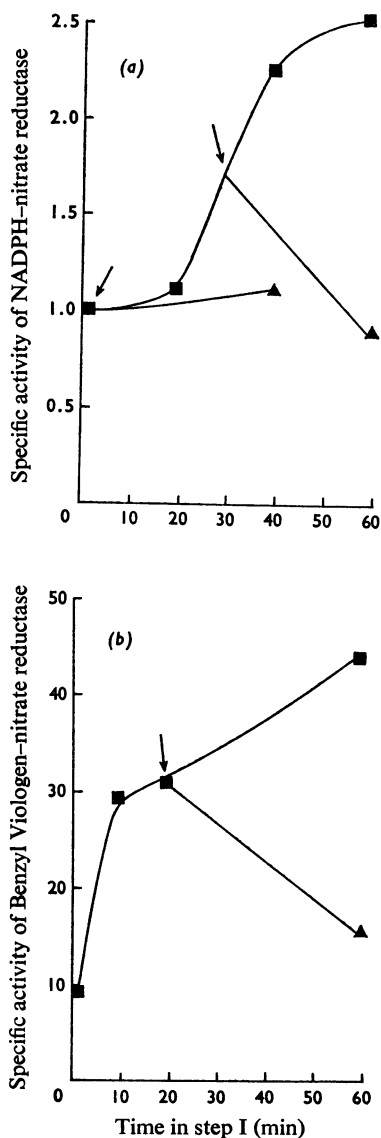 Specific activity of NADPH–nitrate reductase
(a)
2.5
2.0
1.5
1.0
0.5
0 10 20 30 40 50 60
Specific activity of Benzyl Viologen–nitrate reductase
(b)
50
40
30
20
10
0 10 20 30 40 50 60
Time in step I (min)